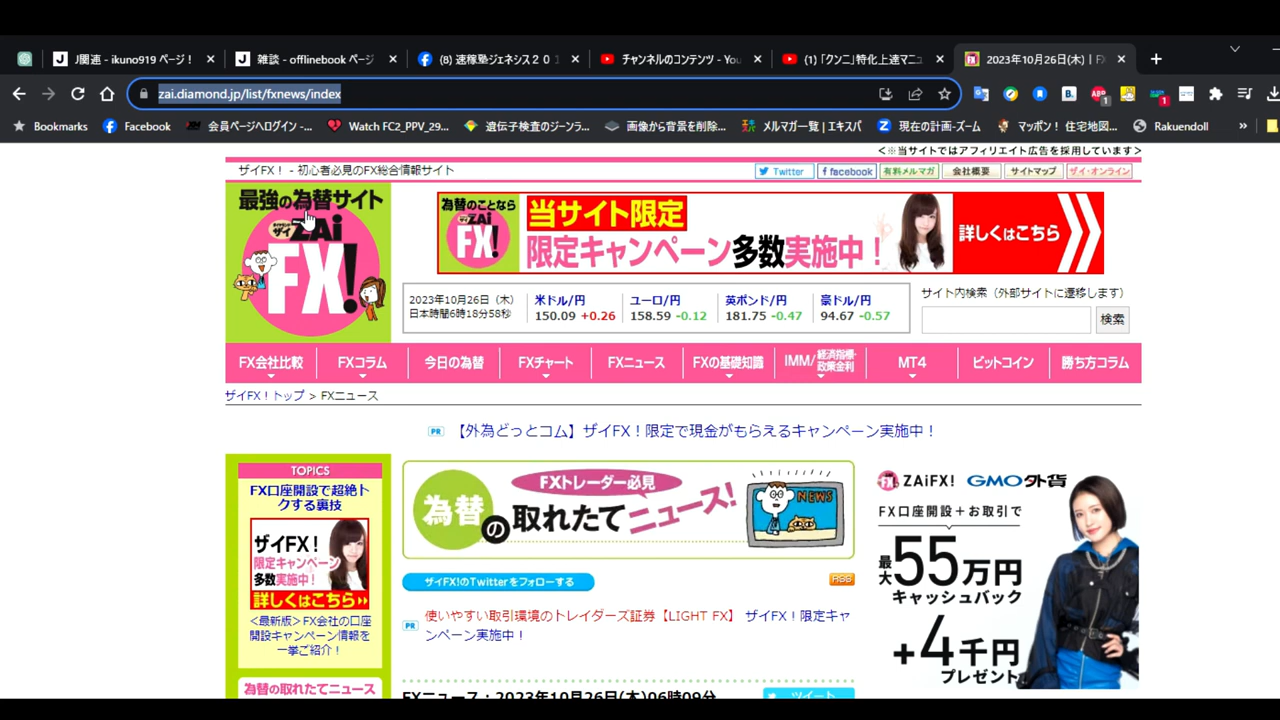 J関連 - ikuno919 ページ！
雑談 - offlinebook ページ
(8) 速稼塾ジェネシス２０１
チャンネルのコンテンツ - You
(1)「クンニ」特化上達マニュ
2023年10月26日(木) | FX
zai.diamond.jp/list/fxnews/index
Bookmarks
Facebook
会員ページへログイン -...
Watch FC2_PPV_29...
遺伝子検査のジーンラ...
画像から背景を削除...
メルマガ一覧 | エキスパ
現在の計画-ズーム
マッポン！ 住宅地図...
Rakuendoll
＜※当サイトではアフィリエイト広告を採用しています＞
ザイFX！ - 初心者必見のFX総合情報サイト
Twitter
facebook
有料メルマガ
会社概要
サイトマップ
ザイ・オンライン
最強の為替サイト
ザイ ZAi
FX!
為替のことなら
ザイ ZAi
FX!
当サイト限定
限定キャンペーン多数実施中！
詳しくはこちら
2023年10月26日（木）
日本時間6時18分58秒
米ドル/円
150.09 +0.26
ユーロ/円
158.59 -0.12
英ポンド/円
181.75 -0.47
豪ドル/円
94.67 -0.57
サイト内検索（外部サイトに遷移します）
検索
FX会社比較
FXコラム
今日の為替
FXチャート
FXニュース
FXの基礎知識
IMM/経済指標・政策金利
MT4
ビットコイン
勝ち方コラム
ザイFX！トップ > FXニュース
PR 【外為どっとコム】ザイFX！限定で現金がもらえるキャンペーン実施中！
TOPICS
FX口座開設で超絶ト
クする裏技
ザイFX！
限定キャンペーン
多数実施中！
詳しくはこちら
＜最新版＞FX会社の口座
開設キャンペーン情報を
一挙ご紹介！
為替の取れたてニュース
FXトレーダー必見
為替の取れたてニュース！
NEWS
ザイFX!のTwitterをフォローする
RSS
PR 使いやすい取引環境のトレイダーズ証券【LIGHT FX】 ザイFX！限定キャ
ンペーン実施中！
FXニュース：2023年10月26日(木)06時09分
ツイート
ZAiFX! GMO外貨
FX口座開設＋お取引で
最大55万円
キャッシュバック
+4千円
プレゼント